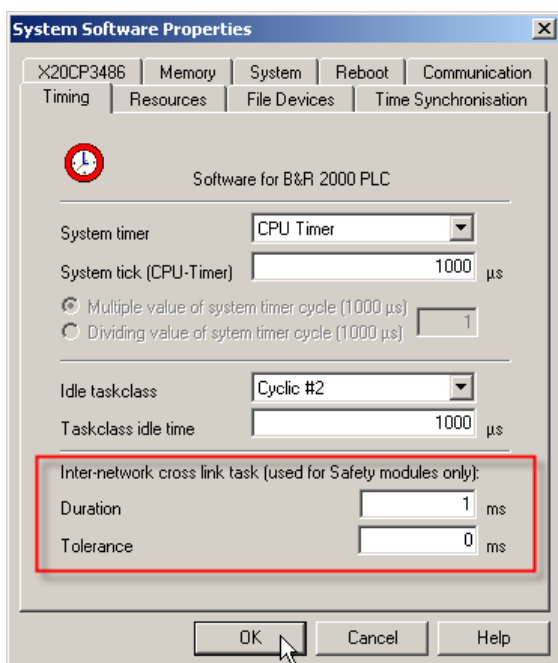 System Software Properties
X20CP3486 Memory System Reboot Communication
Timing Resources File Devices Time Synchronisation
Software for B&R 2000 PLC
System timer CPU Timer
System tick (CPU-Timer) 1000 µs
Multiple value of system timer cycle (1000 µs) 1
Dividing value of sytem timer cycle (1000 µs)
Idle taskclass Cyclic #2
Taskclass idle time 1000 µs
Inter-network cross link task (used for Safety modules only):
Duration 1 ms
Tolerance 0 ms
OK Cancel Help